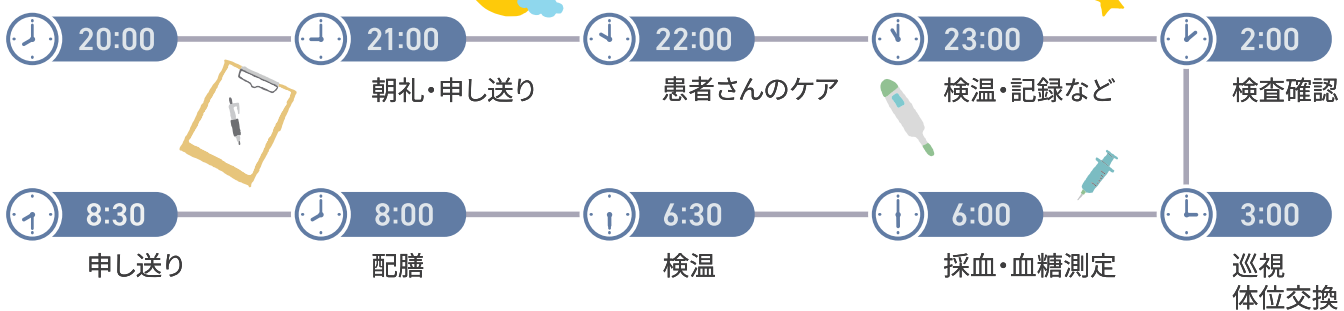 20:00
21:00
朝礼・申し送り
22:00
患者さんのケア
23:00
検温・記録など
2:00
検査確認
3:00
巡視
体位交換
6:00
採血・血糖測定
6:30
検温
8:00
配膳
8:30
申し送り